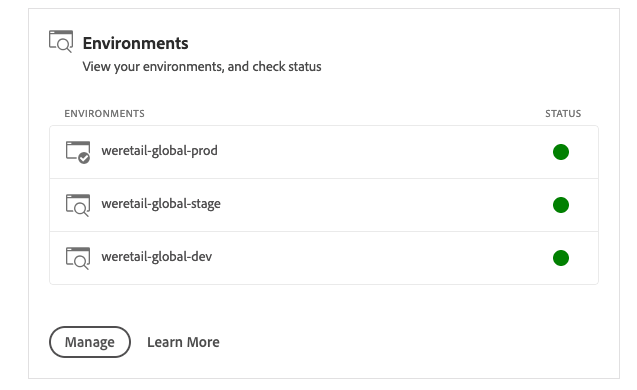 Environments
View your environments, and check status
ENVIRONMENTS STATUS
weretail-global-prod
weretail-global-stage
weretail-global-dev
Manage Learn More